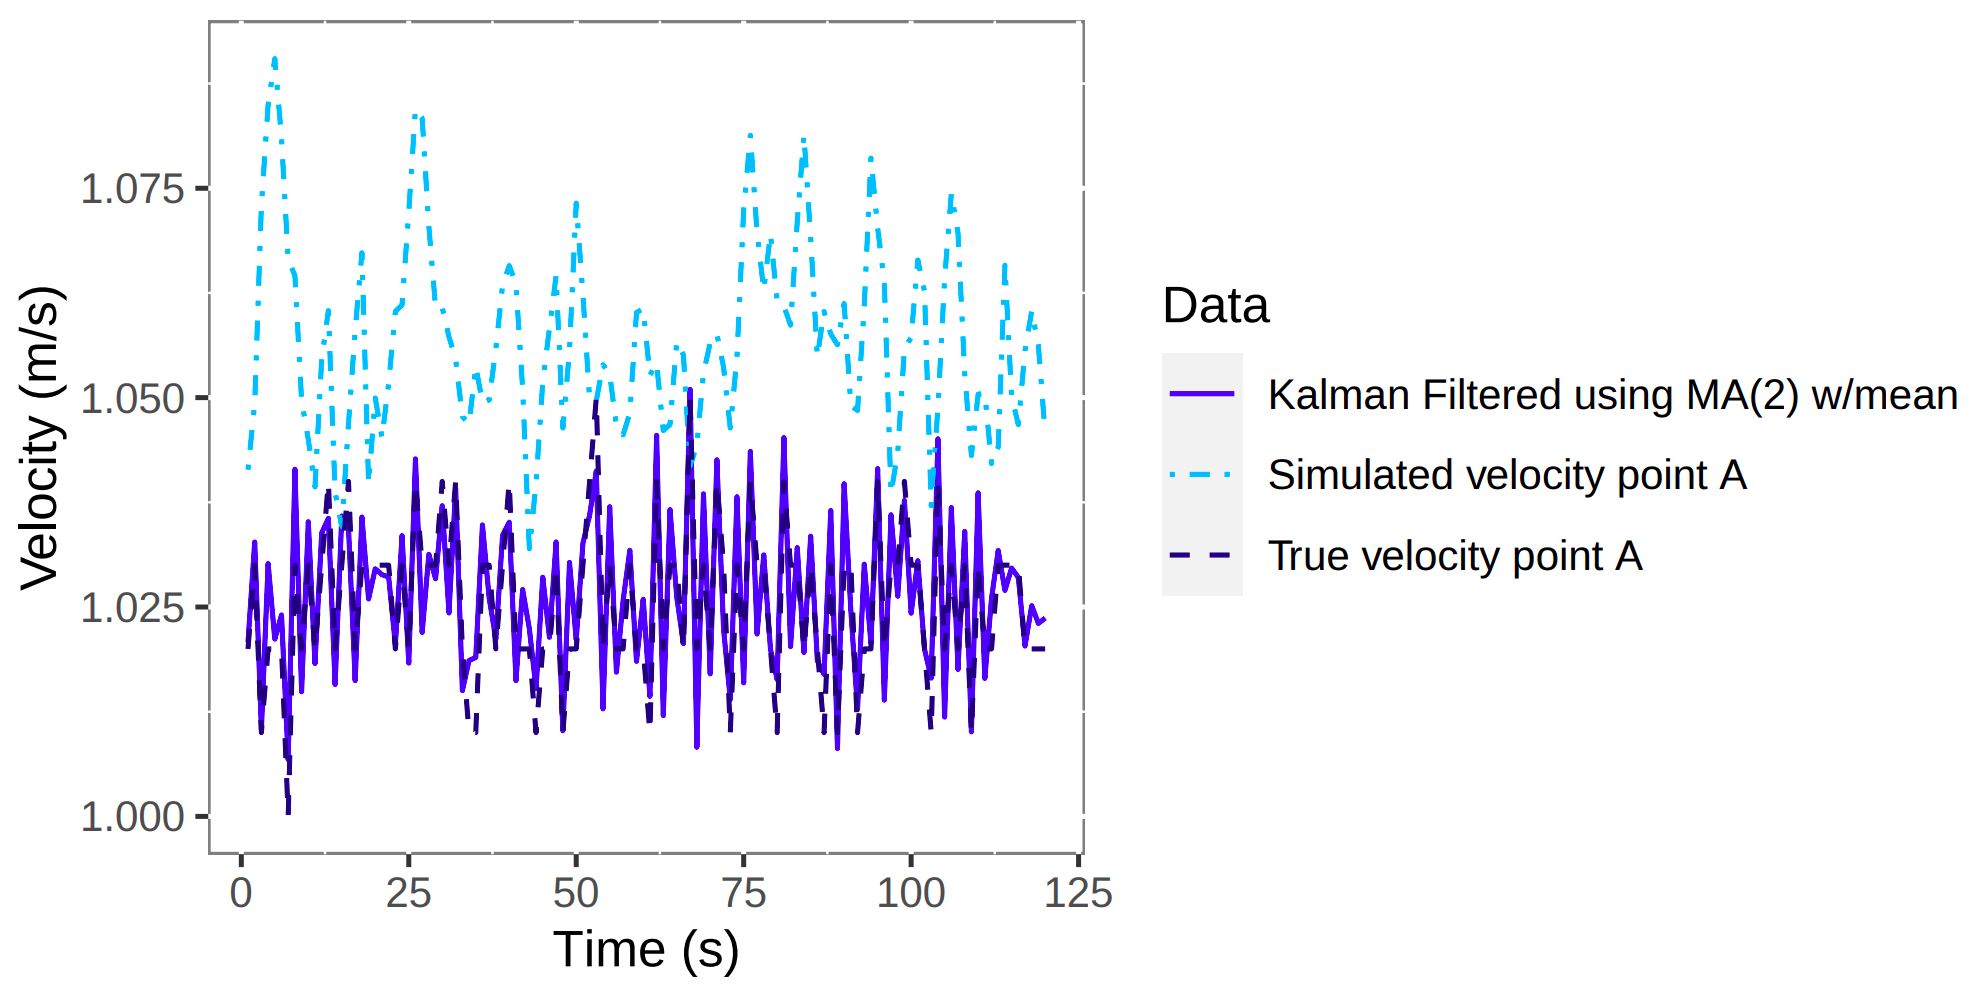 Velocity (m/s)
1.075
1.050
1.025
1.000
0 25 50 75 100 125
Time (s)
Data
Kalman Filtered using MA(2) w/mean
Simulated velocity point A
True velocity point A